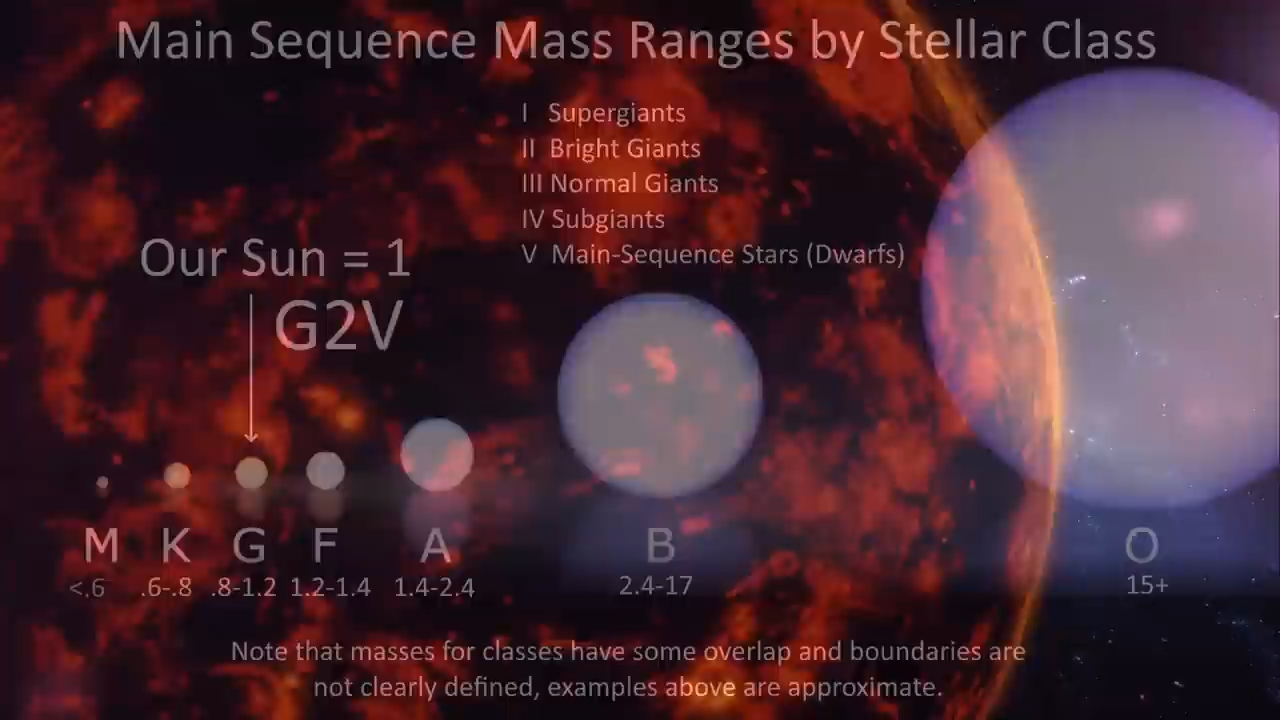 Main Sequence Mass Ranges by Stellar Class
I Supergiants
II Bright Giants
III Normal Giants
IV Subgiants
V Main-Sequence Stars (Dwarfs)
Our Sun = 1
G2V
M K G F A B O
<.6 .6-.8 .8-1.2 1.2-1.4 1.4-2.4 2.4-17 15+
Note that masses for classes have some overlap and boundaries are
not clearly defined, examples above are approximate.